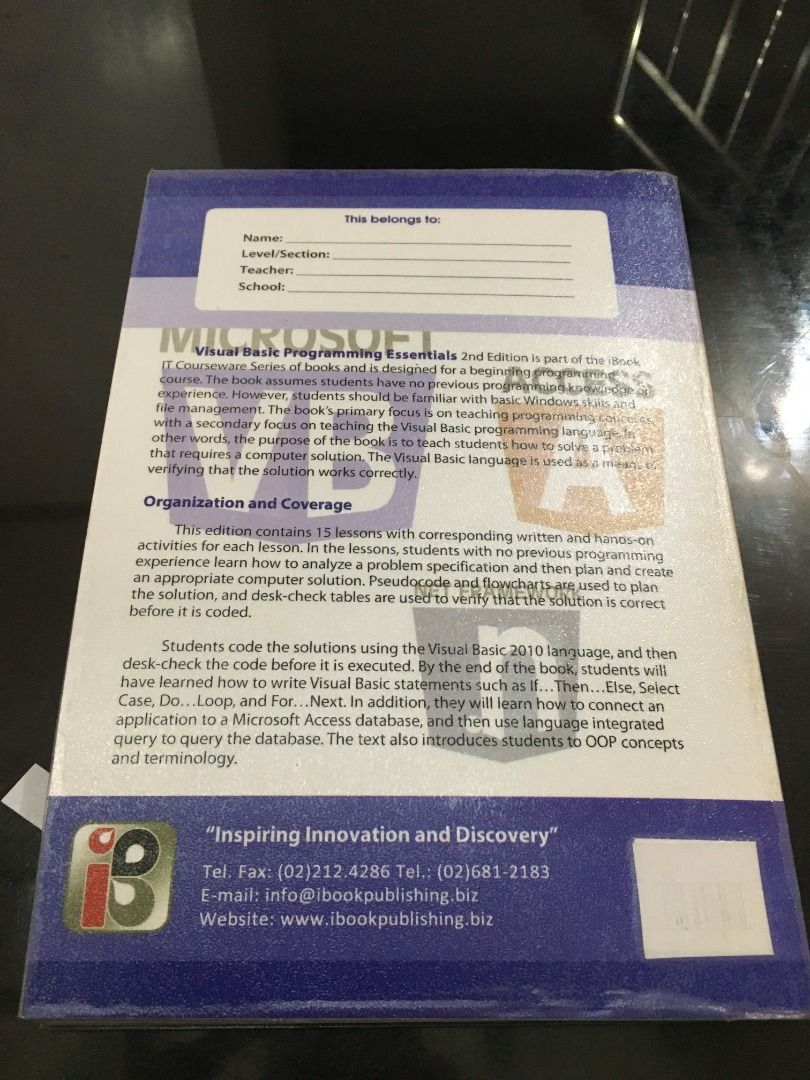 This belongs to:
Name:
Level/Section:
Teacher:
School:
MICROSOFT
Visual Basic Programming Essentials 2nd Edition is part of the iBook
IT Courseware Series of books and is designed for a beginning programming
course. The book assumes students have no previous programming knowledge or
experience. However, students should be familiar with basic Windows skills and
file management. The book's primary focus is on teaching programming concepts,
with a secondary focus on teaching the Visual Basic programming language. In
other words, the purpose of the book is to teach students how to solve a problem
that requires a computer solution. The Visual Basic language is used as a means of
verifying that the solution works correctly.
ACCESS
VB
A
Organization and Coverage
This edition contains 15 lessons with corresponding written and hands-on
activities for each lesson. In the lessons, students with no previous programming
experience learn how to analyze a problem specification and then plan and create
an appropriate computer solution. Pseudocode and flowcharts are used to plan
the solution, and desk-check tables are used to verify that the solution is correct
before it is coded.
.NET FRAMEWORK
n
Students code the solutions using the Visual Basic 2010 language, and then
desk-check the code before it is executed. By the end of the book, students will
have learned how to write Visual Basic statements such as If...Then...Else, Select
Case, Do...Loop, and For...Next. In addition, they will learn how to connect an
application to a Microsoft Access database, and then use language integrated
query to query the database. The text also introduces students to OOP concepts
and terminology.
iB
"Inspiring Innovation and Discovery"
Tel. Fax: (02)212.4286 Tel.: (02)681-2183
E-mail: info@ibookpublishing.biz
Website: www.ibookpublishing.biz